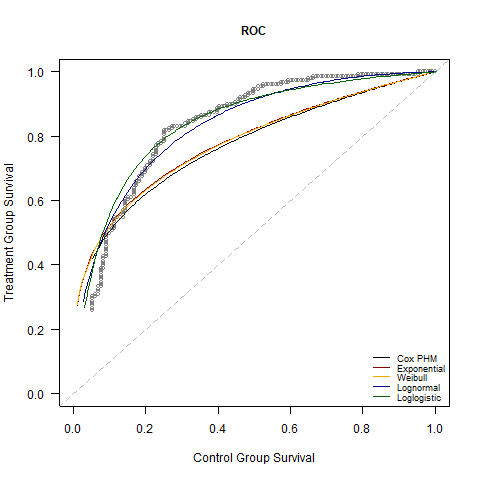 ROC
Treatment Group Survival
1.0
0.8
0.6
0.4
0.2
0.0
Cox PHM
Exponential
Weibull
Lognormal
Loglogistic
0.0 0.2 0.4 0.6 0.8 1.0
Control Group Survival